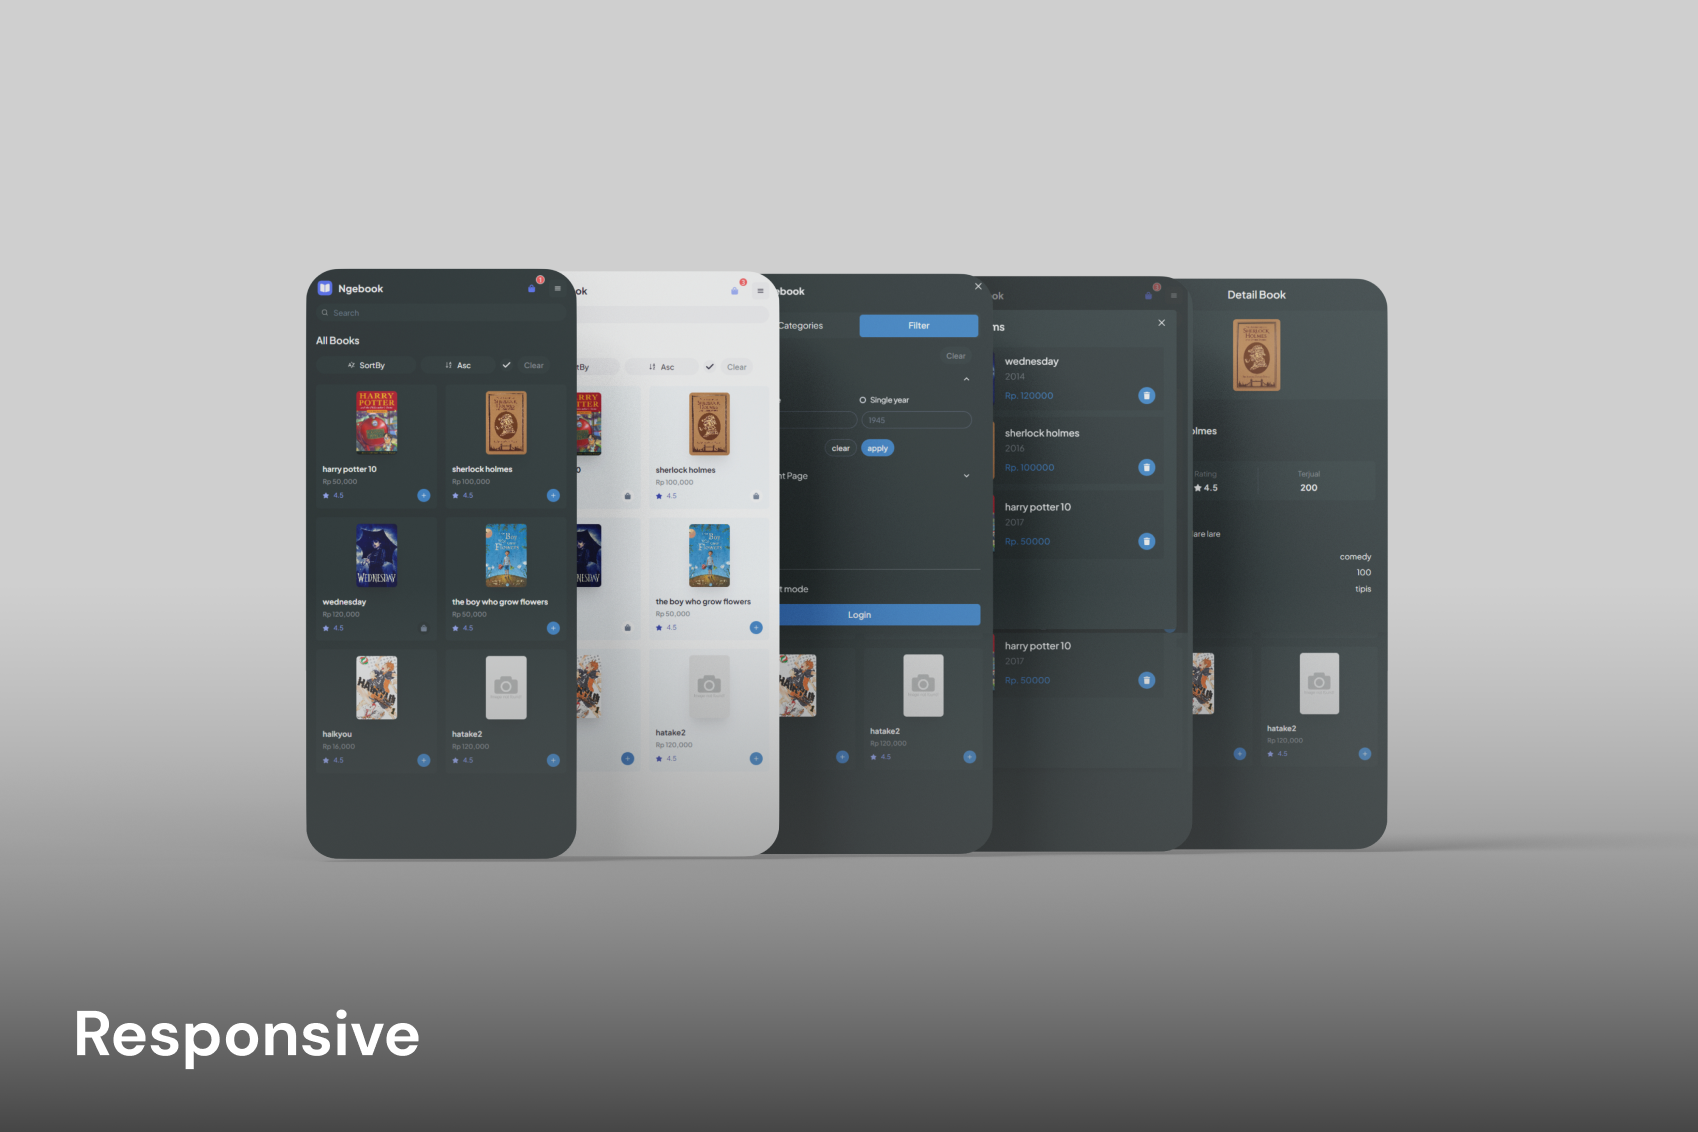 Ngebook
1
Search
All Books
SortBy
Asc
Clear
HARRY POTTER
harry potter 10
Rp 50,000
4.5
sherlock holmes
Rp 100,000
4.5
WEDNESDAY
wednesday
Rp 120,000
4.5
the boy who grow flowers
Rp 50,000
4.5
haikyou
Rp 16,000
4.5
hatake2
Rp 120,000
4.5
ok
3
tBy
Asc
Clear
sherlock holmes
Rp 100,000
4.5
the boy who grow flowers
Rp 50,000
4.5
hatake2
Rp 120,000
4.5
ebook
Categories
Filter
Clear
Single year
1945
clear
apply
nt Page
t mode
Login
hatake2
Rp 120,000
4.5
ok
ms
wednesday
2014
Rp. 120000
sherlock holmes
2016
Rp. 100000
harry potter 10
2017
Rp. 50000
harry potter 10
2017
Rp. 50000
Detail Book
olmes
Rating
4.5
Terjual
200
are lare
comedy
100
tipis
hatake2
Rp 120,000
4.5
Responsive